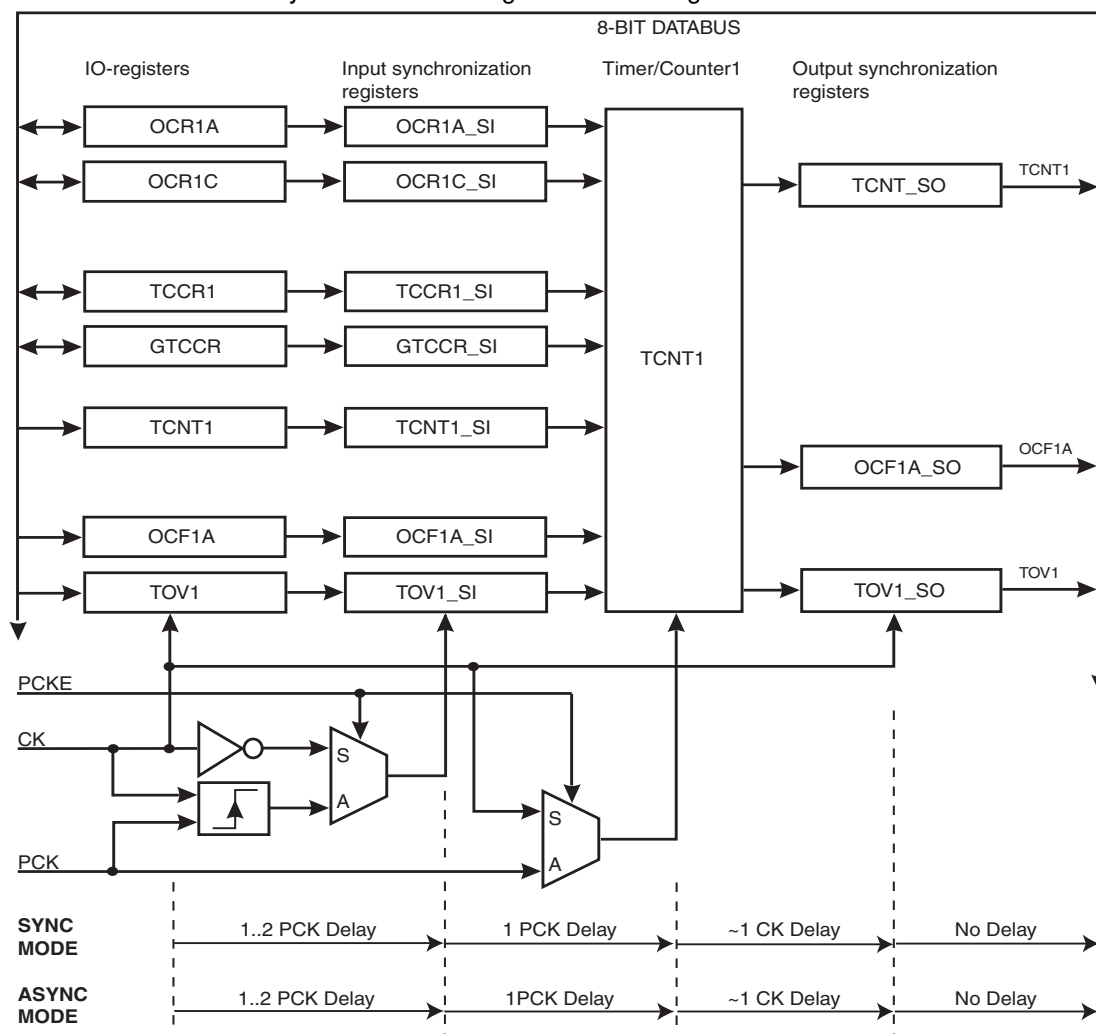 8-BIT DATABUS
IO-registers
Input synchronization
registers
Timer/Counter1
Output synchronization
registers
OCR1A
OCR1A_SI
OCR1C
OCR1C_SI
TCNT_SO
TCNT1
TCCR1
TCCR1_SI
GTCCR
GTCCR_SI
TCNT1
TCNT1
TCNT1_SI
OCF1A_SO
OCF1A
OCF1A
OCF1A_SI
TOV1
TOV1_SI
TOV1_SO
TOV1
PCKE
CK
S
A
S
A
PCK
SYNC
MODE
1..2 PCK Delay
1 PCK Delay
~1 CK Delay
No Delay
ASYNC
MODE
1..2 PCK Delay
1PCK Delay
~1 CK Delay
No Delay